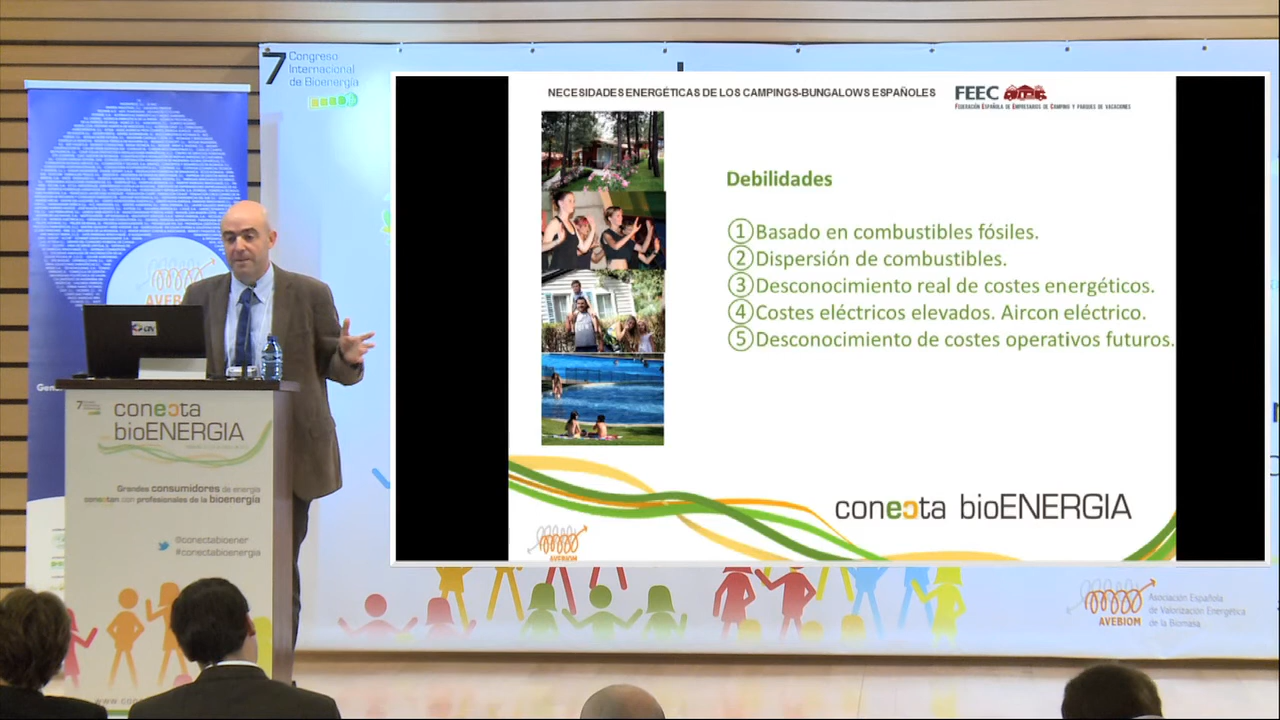 7
Congreso
Internacional
de Bioenergía
NECESIDADES ENERGÉTICAS DE LOS CAMPINGS-BUNGALOWS ESPAÑOLES
FEEC
FEDERACIÓN ESPAÑOLA DE EMPRESARIOS DE CAMPING Y PARQUES DE VACACIONES
Debilidades.
1 Basado en combustibles fósiles.
2 Dispersión de combustibles.
3 Desconocimiento real de costes energéticos.
4 Costes eléctricos elevados. Aircon eléctrico.
5 Desconocimiento de costes operativos futuros.
conecta bioENERGIA
AVEBIOM
conecta
bioENERGIA
Grandes consumidores de energía
conectan con profesionales de la bioenergía
@conectabioener
#conectabioenergia
AVEBIOM
Asociación Española
de Valorización Energética
de la Biomasa